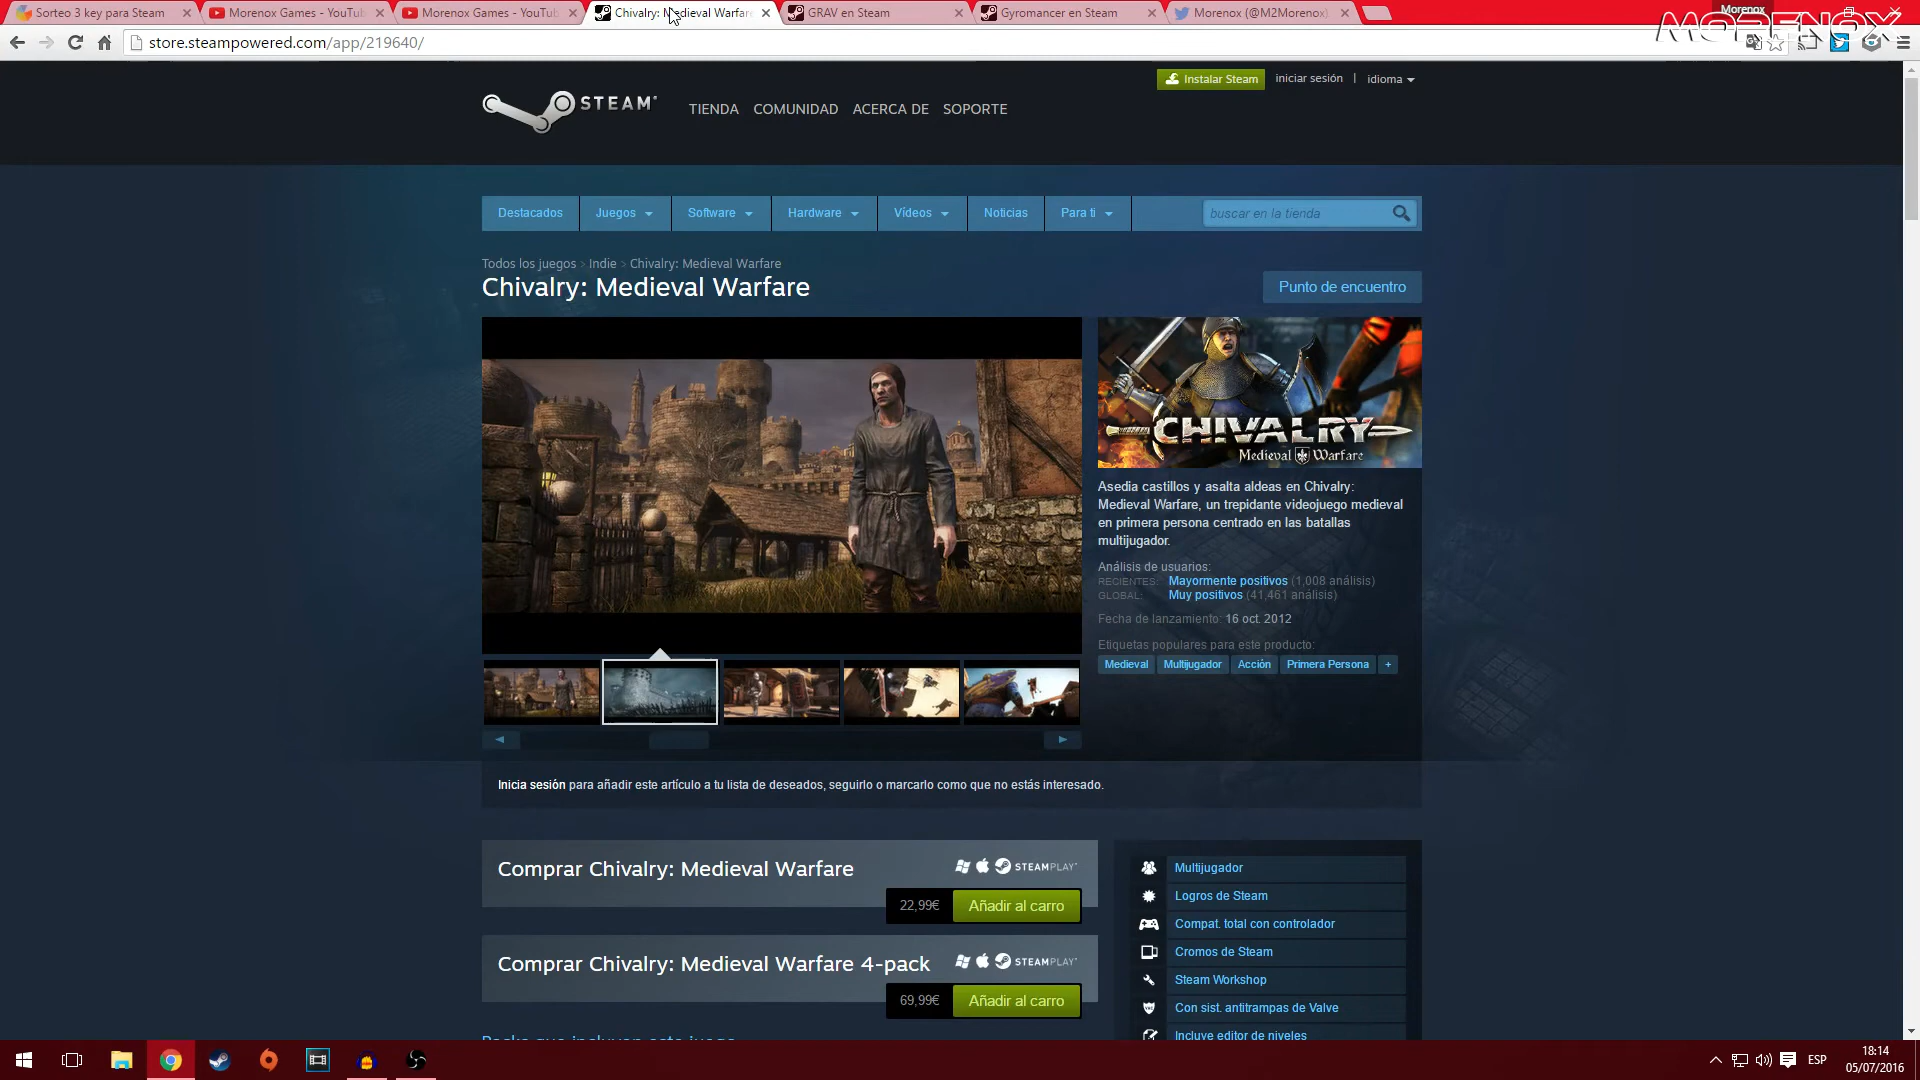 Sorteo 3 key para Steam
Morenox Games - YouTub
Morenox Games - YouTub
Chivalry: Medieval Warfare
GRAV en Steam
Gyromancer en Steam
Morenox (@M2Morenox)
Morenox
MORENOX
store.steampowered.com/app/219640/
Instalar Steam
iniciar sesión
|
idioma
STEAM
TIENDA
COMUNIDAD
ACERCA DE
SOPORTE
Destacados
Juegos
Software
Hardware
Vídeos
Noticias
Para ti
buscar en la tienda
Todos los juegos > Indie > Chivalry: Medieval Warfare
Chivalry: Medieval Warfare
Punto de encuentro
CHIVALRY
Medieval Warfare
Asedia castillos y asalta aldeas en Chivalry:
Medieval Warfare, un trepidante videojuego medieval
en primera persona centrado en las batallas
multijugador.
Análisis de usuarios:
RECIENTES: Mayormente positivos (1,008 análisis)
GLOBAL: Muy positivos (41,461 análisis)
Fecha de lanzamiento: 16 oct. 2012
Etiquetas populares para este producto:
Medieval
Multijugador
Acción
Primera Persona
+
Inicia sesión para añadir este artículo a tu lista de deseados, seguirlo o marcarlo como que no estás interesado.
Comprar Chivalry: Medieval Warfare
STEAMPLAY
22,99€
Añadir al carro
Comprar Chivalry: Medieval Warfare 4-pack
STEAMPLAY
69,99€
Añadir al carro
Packs que incluyen este juego
Multijugador
Logros de Steam
Compat. total con controlador
Cromos de Steam
Steam Workshop
Con sist. antitrampas de Valve
Incluye editor de niveles
ESP
18:14
05/07/2016